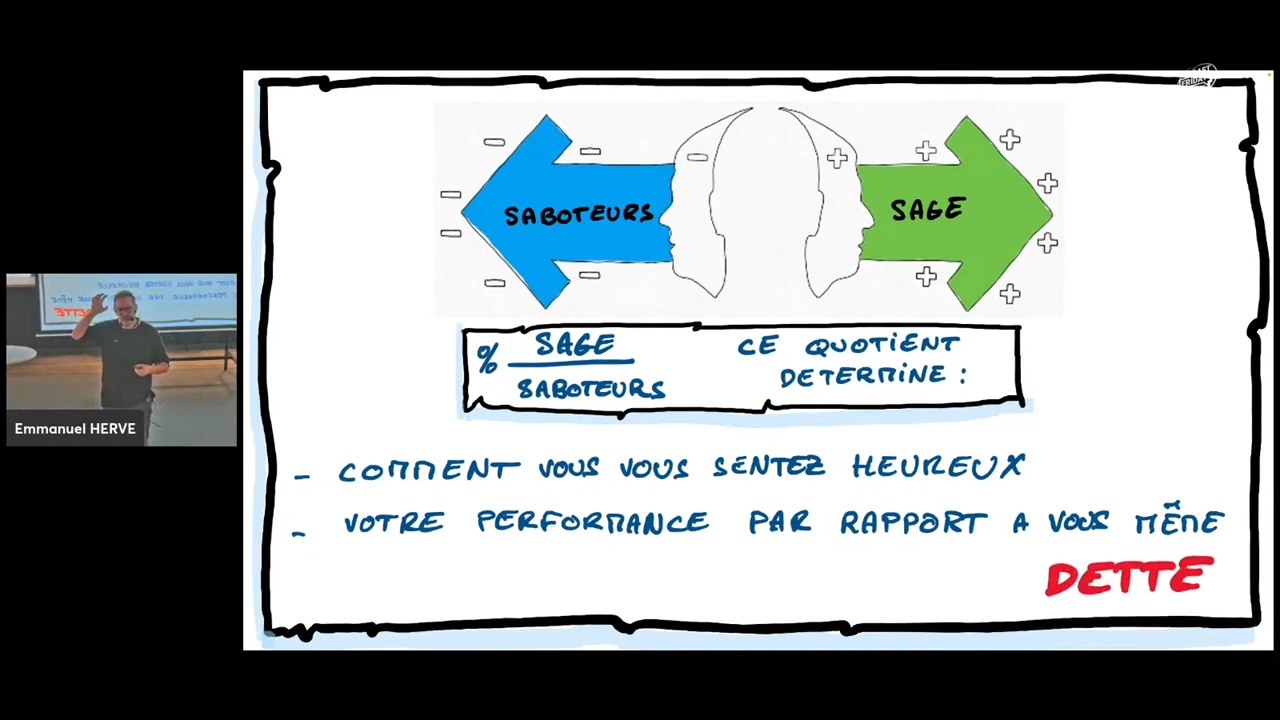 SABOTEURS
SAGE
% SAGE
SABOTEURS
CE QUOTIENT
DETERMINE :
- COMMENT VOUS VOUS SENTEZ HEUREUX
- VOTRE PERFORMANCE PAR RAPPORT A VOUS MÊME
DETTE
Emmanuel HERVE